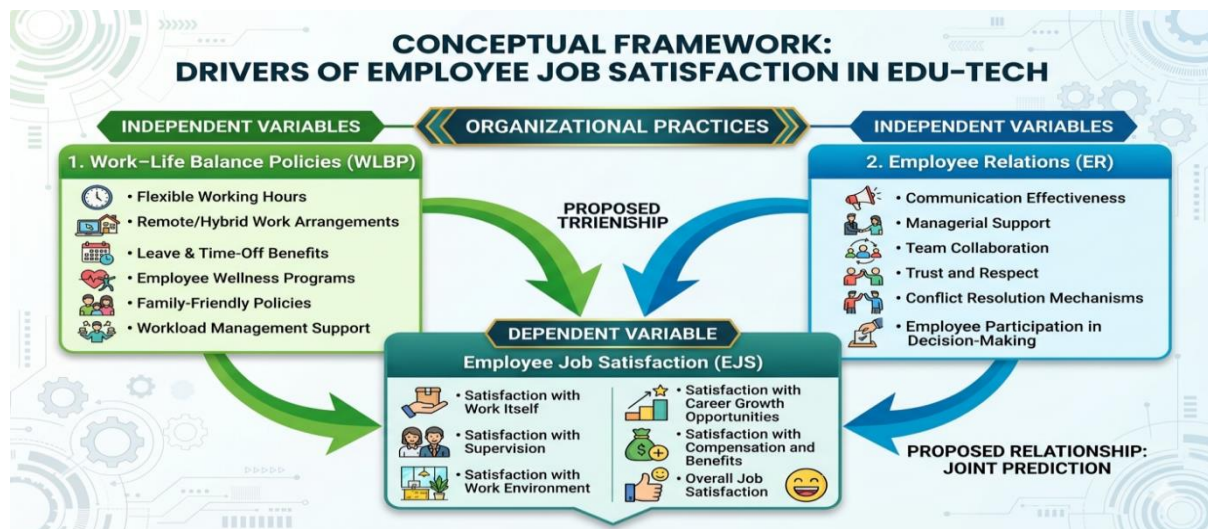 CONCEPTUAL FRAMEWORK:
DRIVERS OF EMPLOYEE JOB SATISFACTION IN EDU-TECH
INDEPENDENT VARIABLES
ORGANIZATIONAL PRACTICES
INDEPENDENT VARIABLES
1. Work–Life Balance Policies (WLBP)
• Flexible Working Hours
• Remote/Hybrid Work Arrangements
• Leave & Time-Off Benefits
• Employee Wellness Programs
• Family-Friendly Policies
• Workload Management Support
PROPOSED
TRRIENISHIP
2. Employee Relations (ER)
• Communication Effectiveness
• Managerial Support
• Team Collaboration
• Trust and Respect
• Conflict Resolution Mechanisms
• Employee Participation in
Decision-Making
DEPENDENT VARIABLE
Employee Job Satisfaction (EJS)
• Satisfaction with
Work Itself
• Satisfaction with
Supervision
• Satisfaction with
Work Environment
• Satisfaction with
Career Growth
Opportunities
• Satisfaction with
Compensation and
Benefits
• Overall Job
Satisfaction
PROPOSED RELATIONSHIP:
JOINT PREDICTION